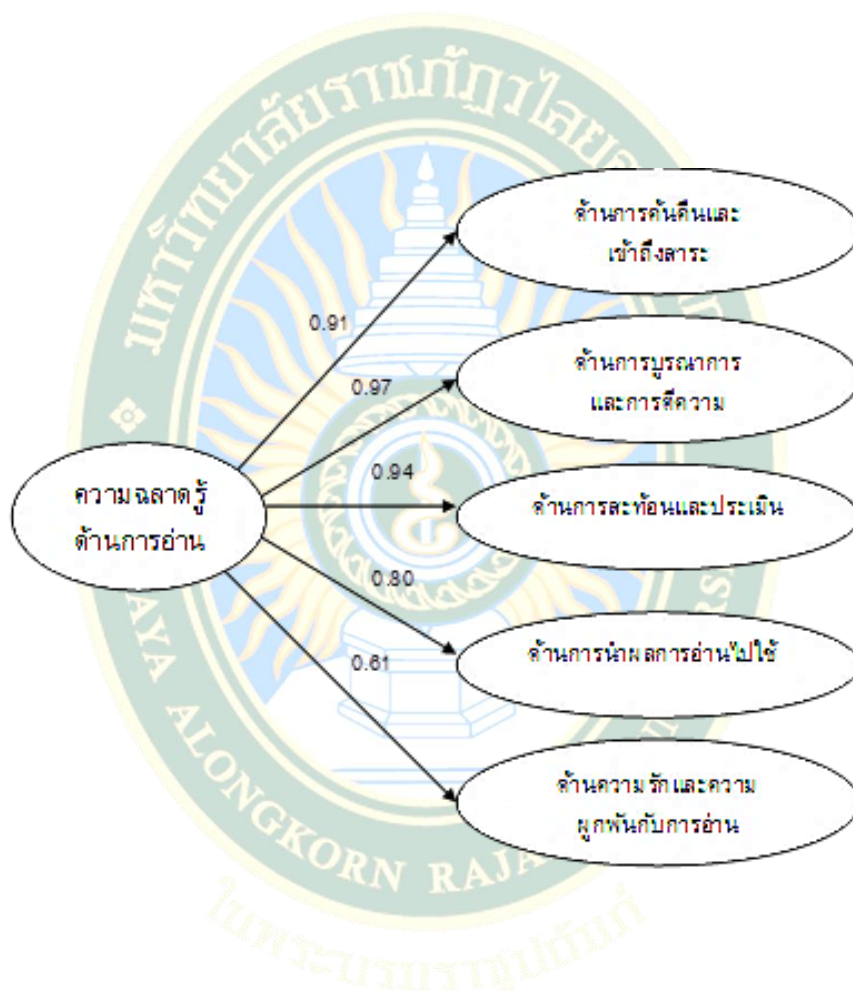 มหาวิทยาลัยราชภัฏวไลยอ
ด้านการค้นคืนและ
เข้าถึงสาระ
0.91
ด้านการบูรณาการ
และการตีความ
0.97
ความฉลาดรู้
ด้านการอ่าน
0.94
ด้านการสะท้อนและประเมิน
0.80
ด้านการนำผลการอ่านไปใช้
0.61
ด้านความรักและความ
ผูกพันกับการอ่าน
AYA ALONGKORN RAJA
ในพระบรมราชูปถัมภ์